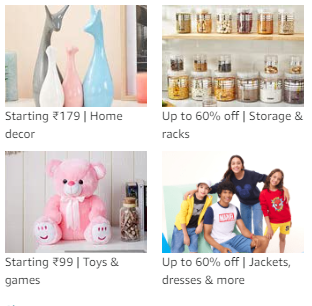 Starting ₹179 | Home
decor
Up to 60% off | Storage &
racks
Starting ₹99 | Toys &
games
MARVEL
Up to 60% off | Jackets,
dresses & more